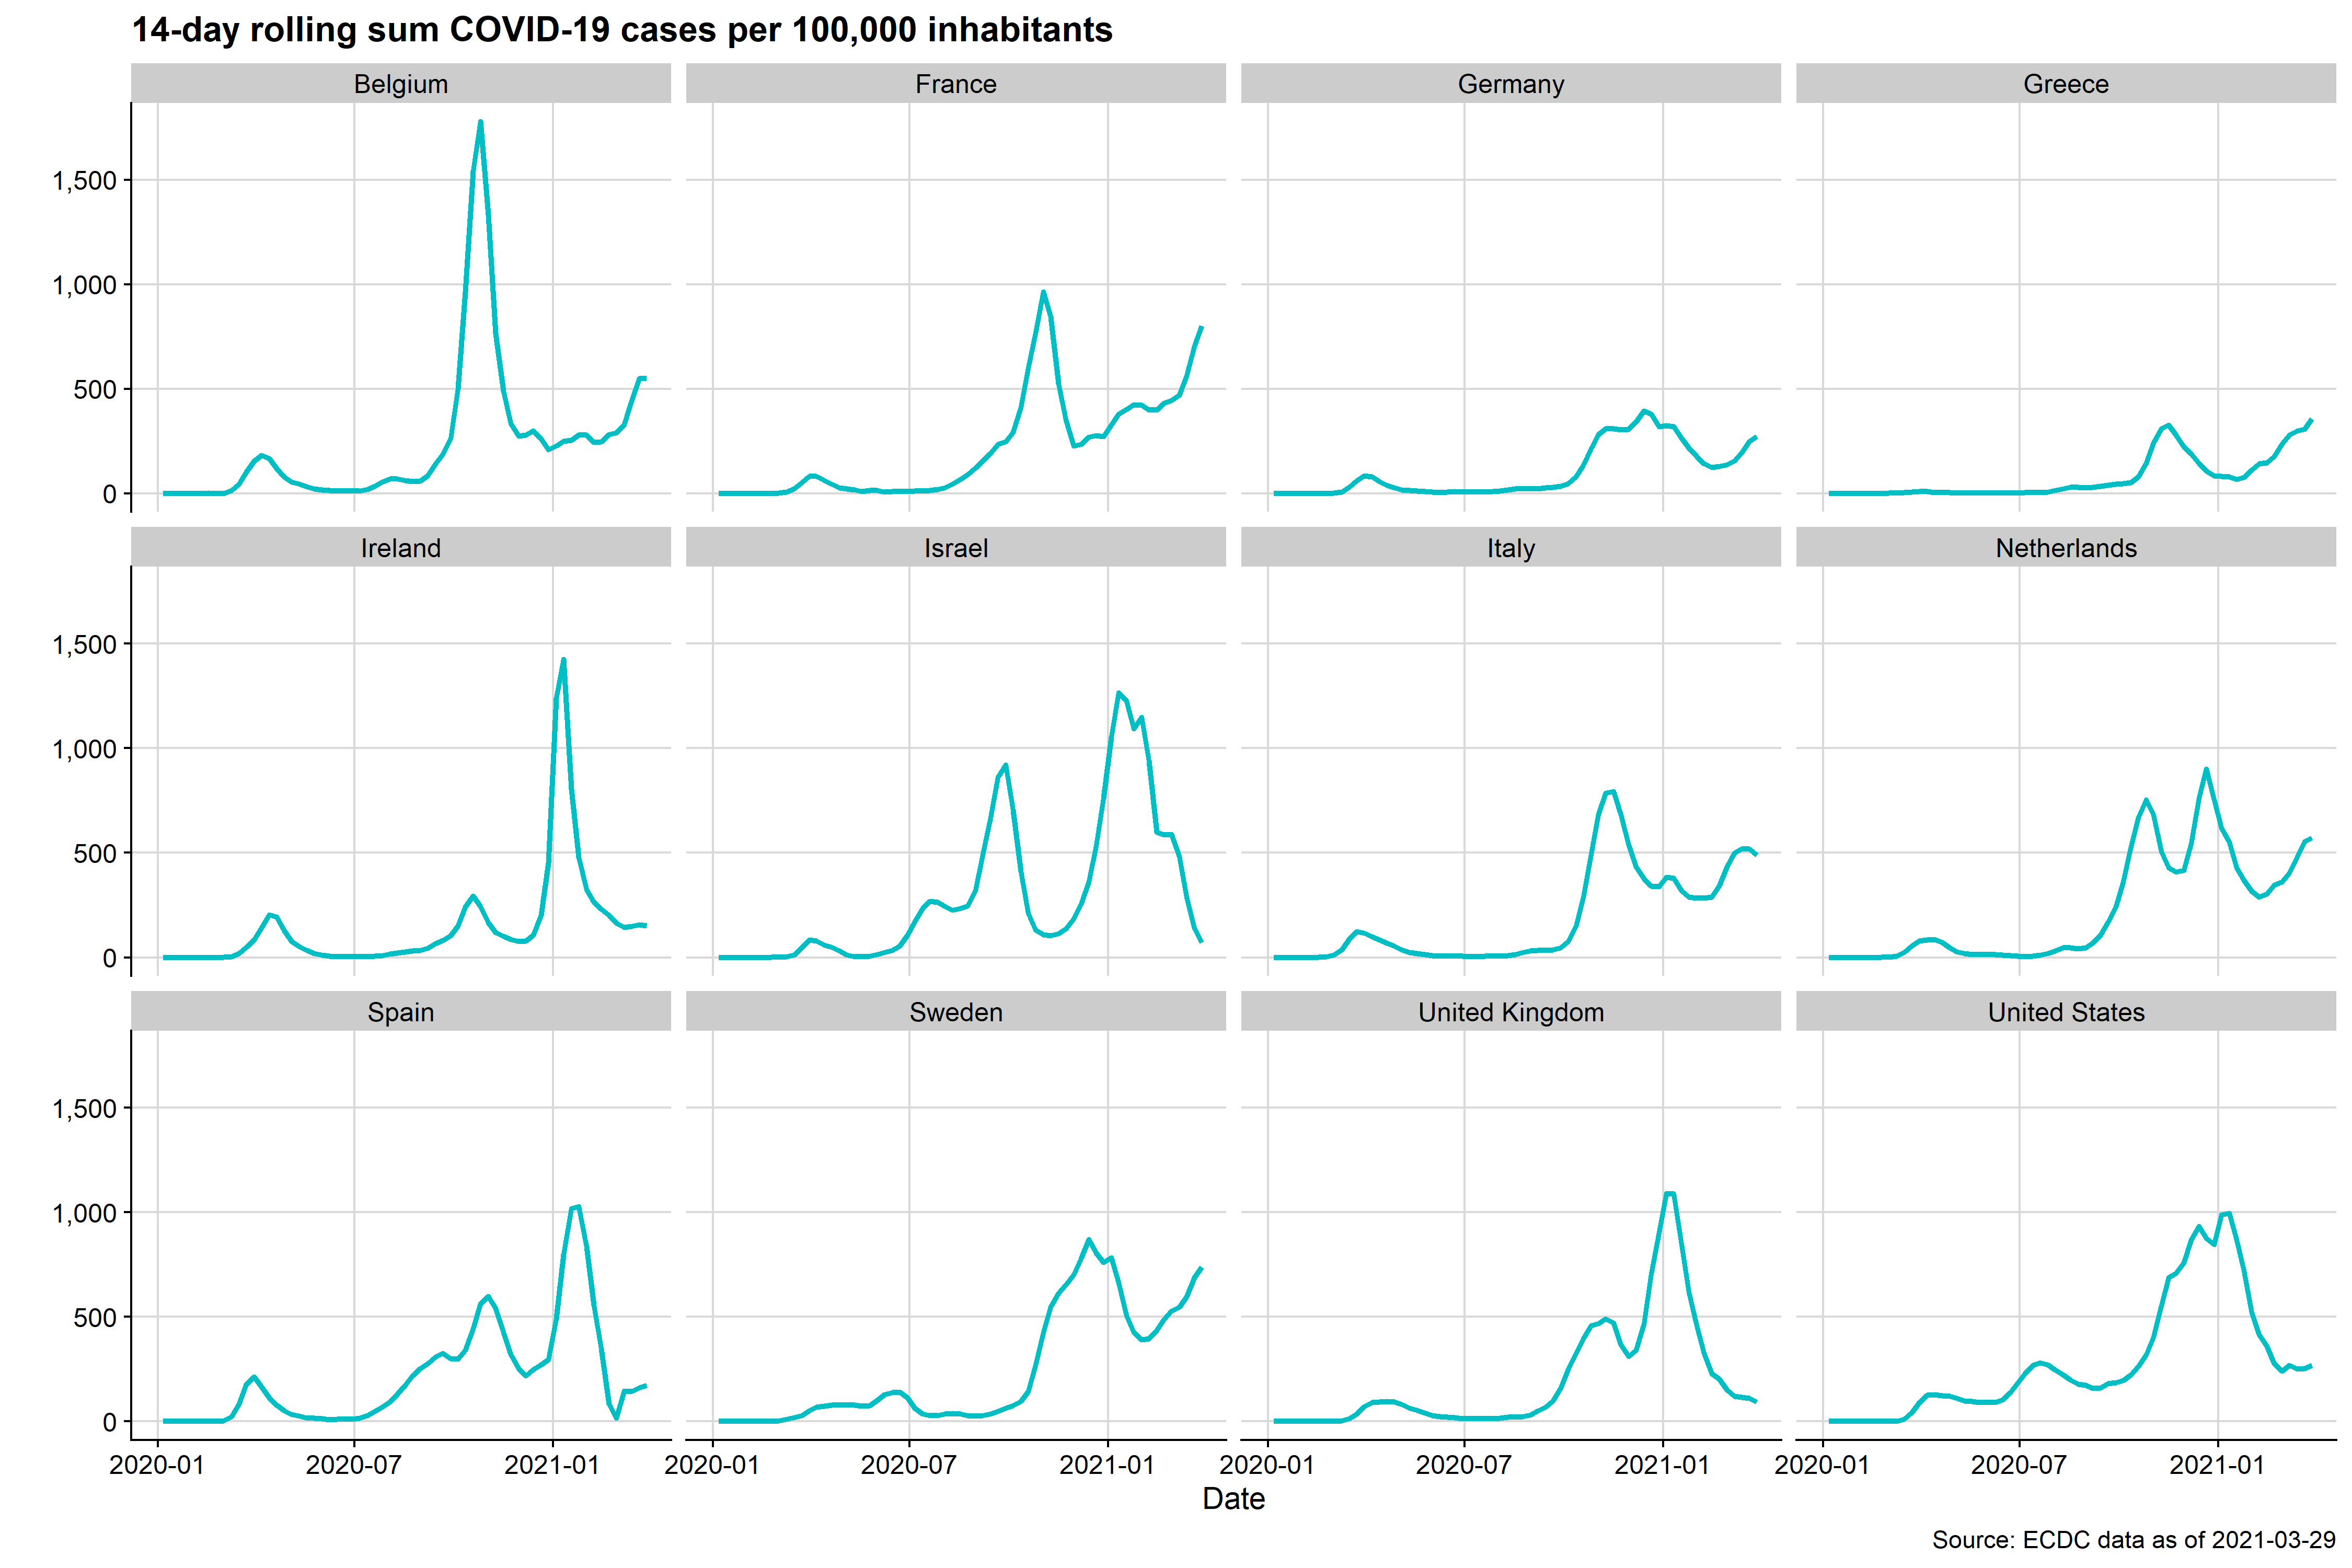 14-day rolling sum COVID-19 cases per 100,000 inhabitants
Belgium France Germany Greece
1,500
1,000
500
0
Ireland Israel Italy Netherlands
1,500
1,000
500
0
Spain Sweden United Kingdom United States
1,500
1,000
500
0
2020-01 2020-07 2021-01 2020-01 2020-07 2021-01 2020-01 2020-07 2021-01 2020-01 2020-07 2021-01
Date
Source: ECDC data as of 2021-03-29